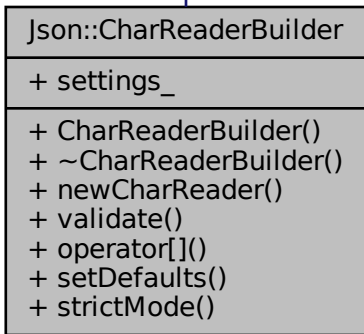 Json::CharReaderBuilder
+ settings_
+ CharReaderBuilder()
+ ~CharReaderBuilder()
+ newCharReader()
+ validate()
+ operator[]()
+ setDefaults()
+ strictMode()